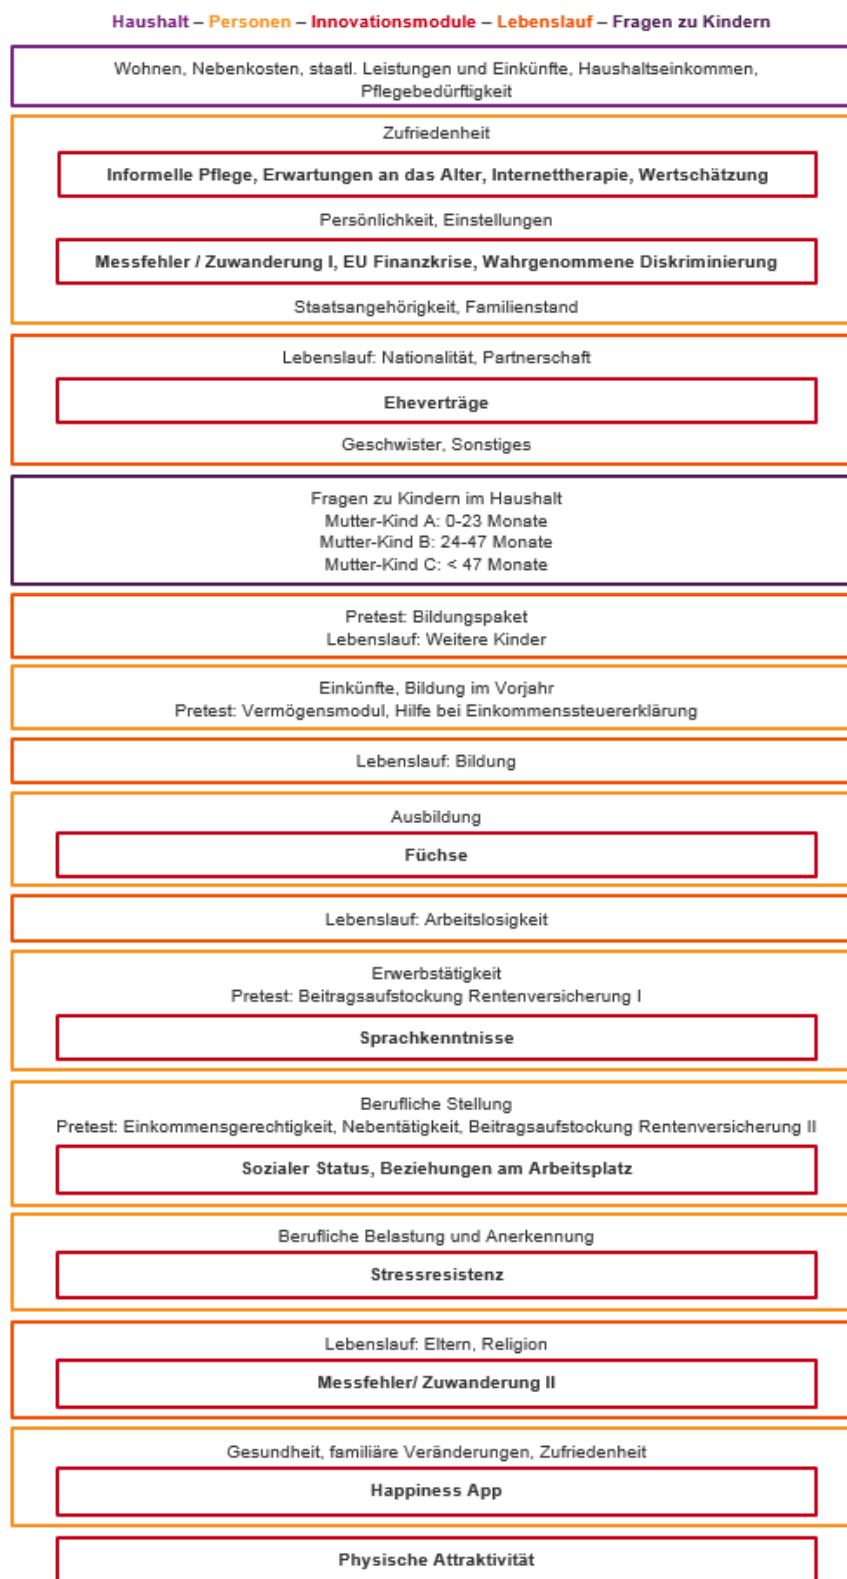 Haushalt – Personen – Innovationsmodule – Lebenslauf – Fragen zu Kindern
Wohnen, Nebenkosten, staatl. Leistungen und Einkünfte, Haushaltseinkommen,
Pflegebedürftigkeit
Zufriedenheit
Informelle Pflege, Erwartungen an das Alter, Internettherapie, Wertschätzung
Persönlichkeit, Einstellungen
Messfehler / Zuwanderung I, EU Finanzkrise, Wahrgenommene Diskriminierung
Staatsangehörigkeit, Familienstand
Lebenslauf: Nationalität, Partnerschaft
Eheverträge
Geschwister, Sonstiges
Fragen zu Kindern im Haushalt
Mutter-Kind A: 0-23 Monate
Mutter-Kind B: 24-47 Monate
Mutter-Kind C: < 47 Monate
Pretest: Bildungspaket
Lebenslauf: Weitere Kinder
Einkünfte, Bildung im Vorjahr
Pretest: Vermögensmodul, Hilfe bei Einkommenssteuererklärung
Lebenslauf: Bildung
Ausbildung
Füchse
Lebenslauf: Arbeitslosigkeit
Erwerbstätigkeit
Pretest: Beitragsaufstockung Rentenversicherung I
Sprachkenntnisse
Berufliche Stellung
Pretest: Einkommensgerechtigkeit, Nebentätigkeit, Beitragsaufstockung Rentenversicherung II
Sozialer Status, Beziehungen am Arbeitsplatz
Berufliche Belastung und Anerkennung
Stressresistenz
Lebenslauf: Eltern, Religion
Messfehler/ Zuwanderung II
Gesundheit, familiäre Veränderungen, Zufriedenheit
Happiness App
Physische Attraktivität